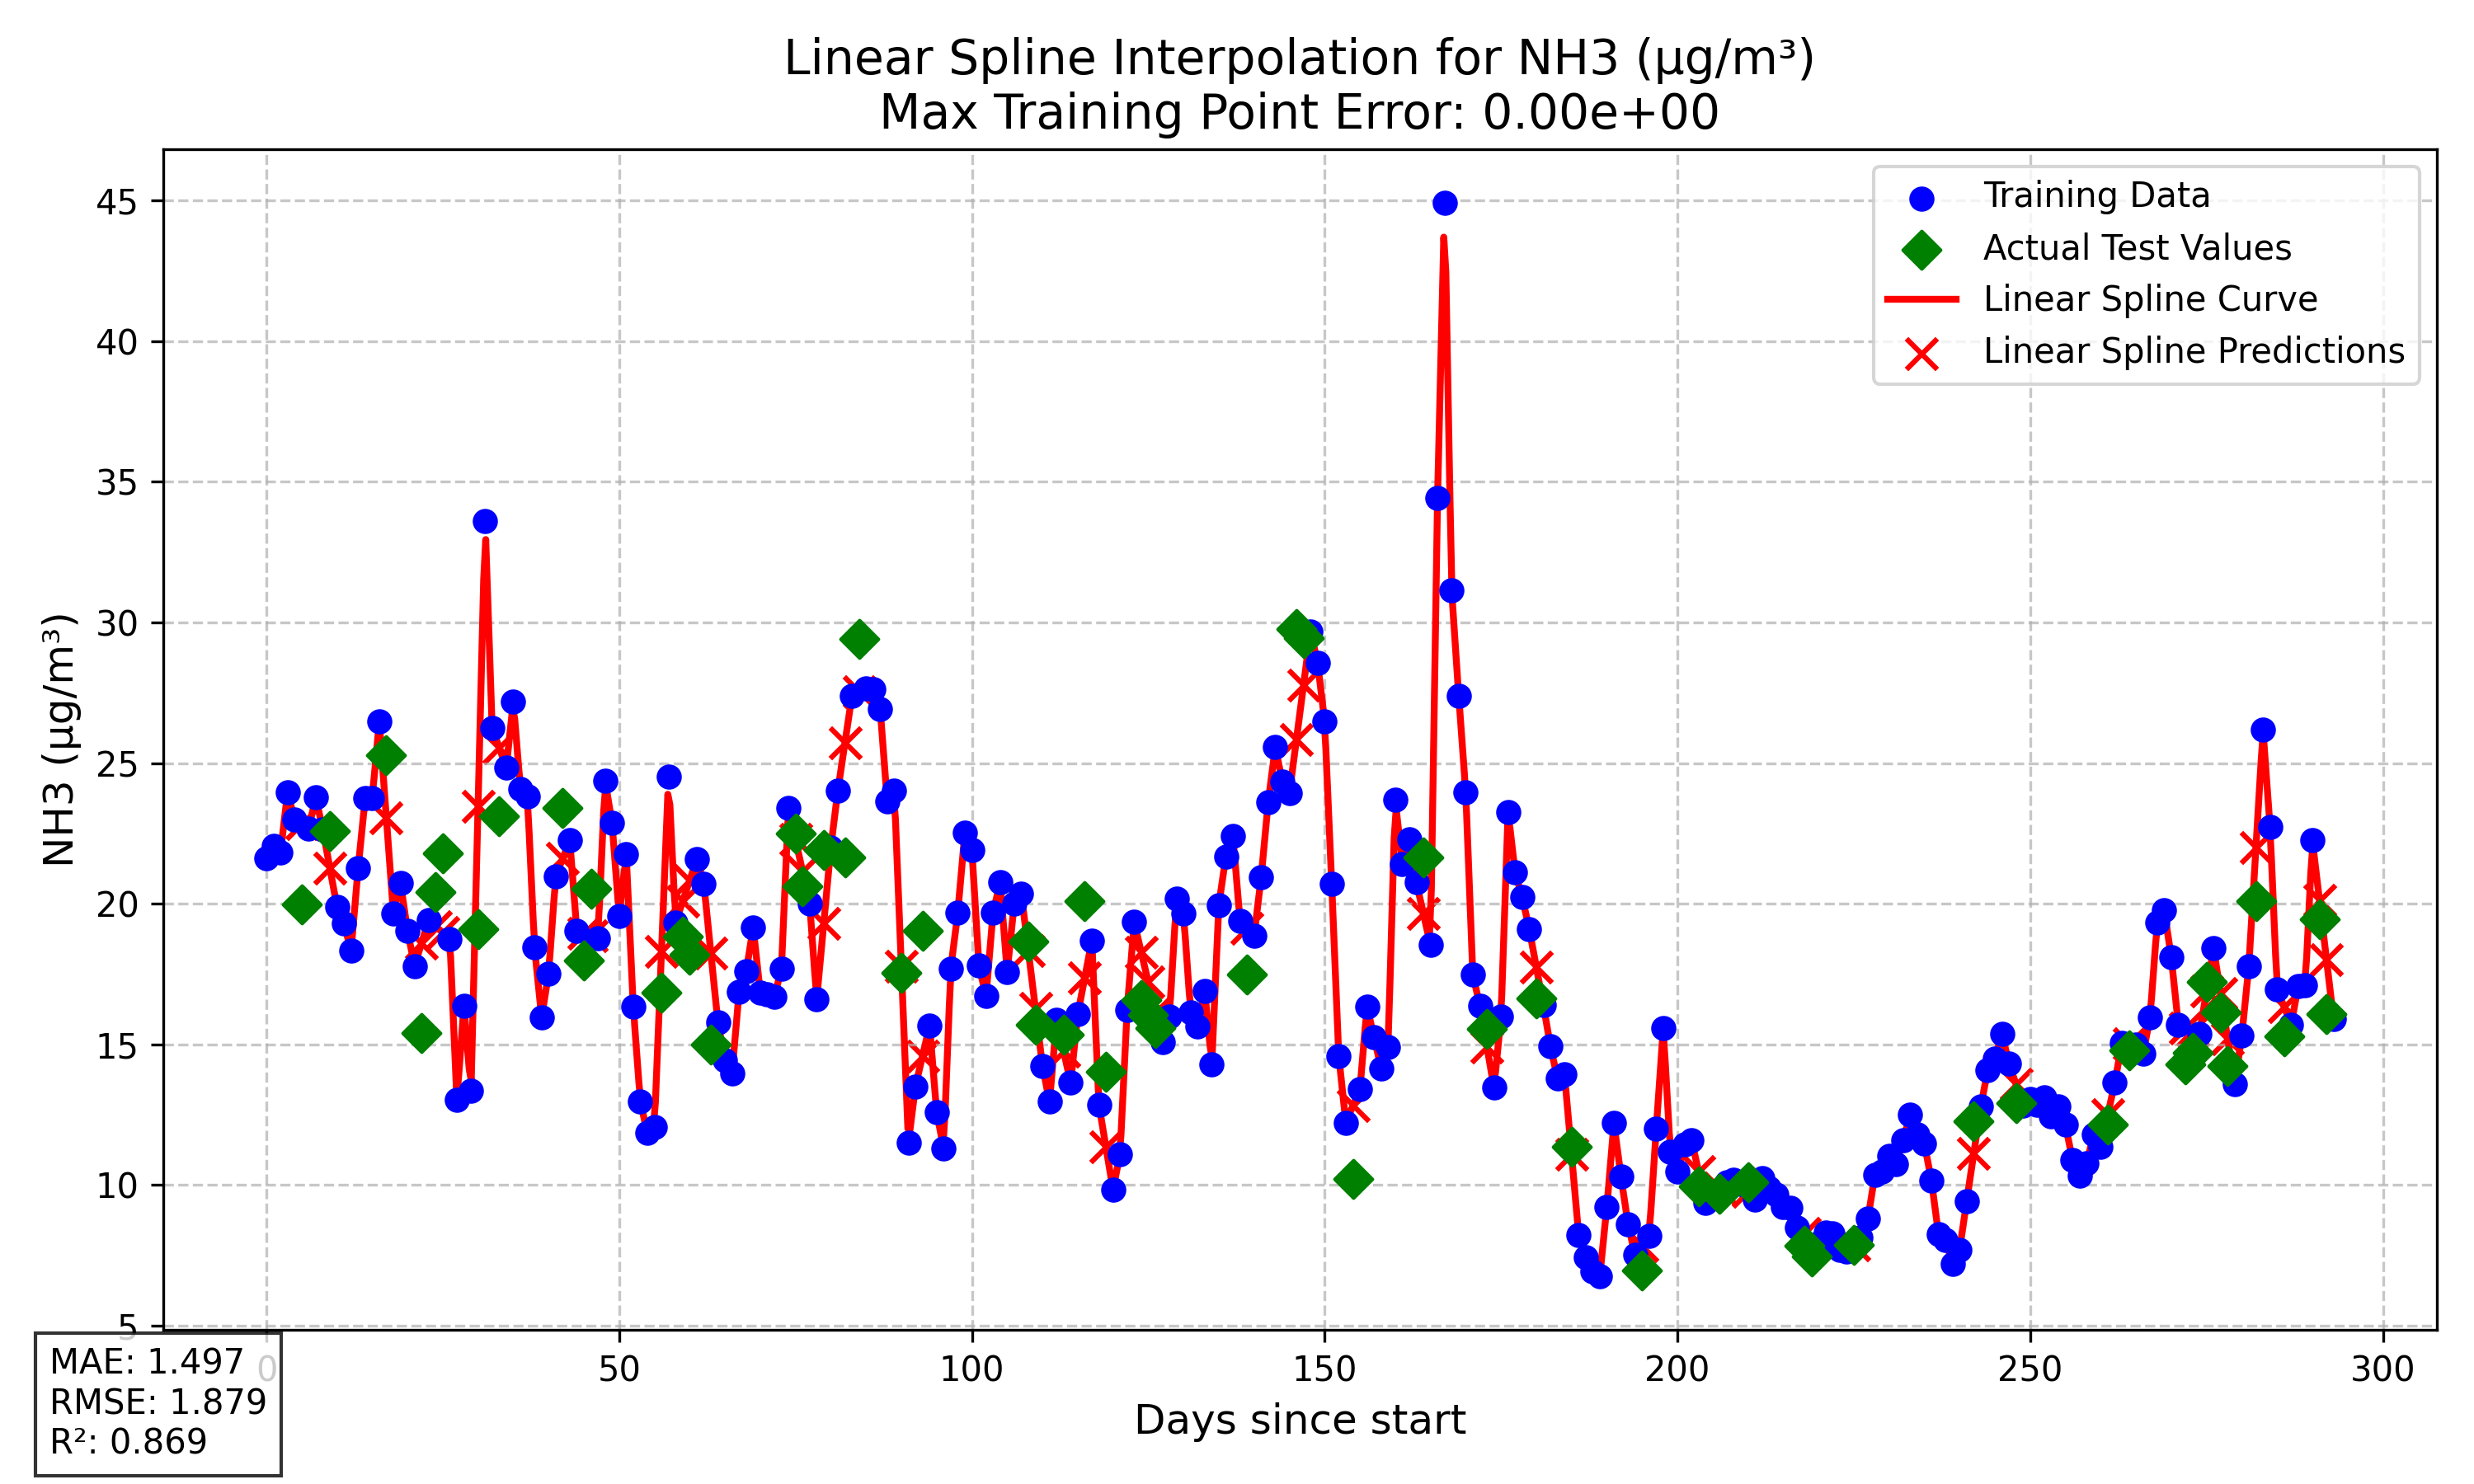 Linear Spline Interpolation for NH3 (µg/m³)
Max Training Point Error: 0.00e+00
Training Data
Actual Test Values
Linear Spline Curve
Linear Spline Predictions
NH3 (µg/m³)
45
40
35
30
25
20
15
10
5
0
50
100
150
200
250
300
Days since start
MAE: 1.497
RMSE: 1.879
R²: 0.869